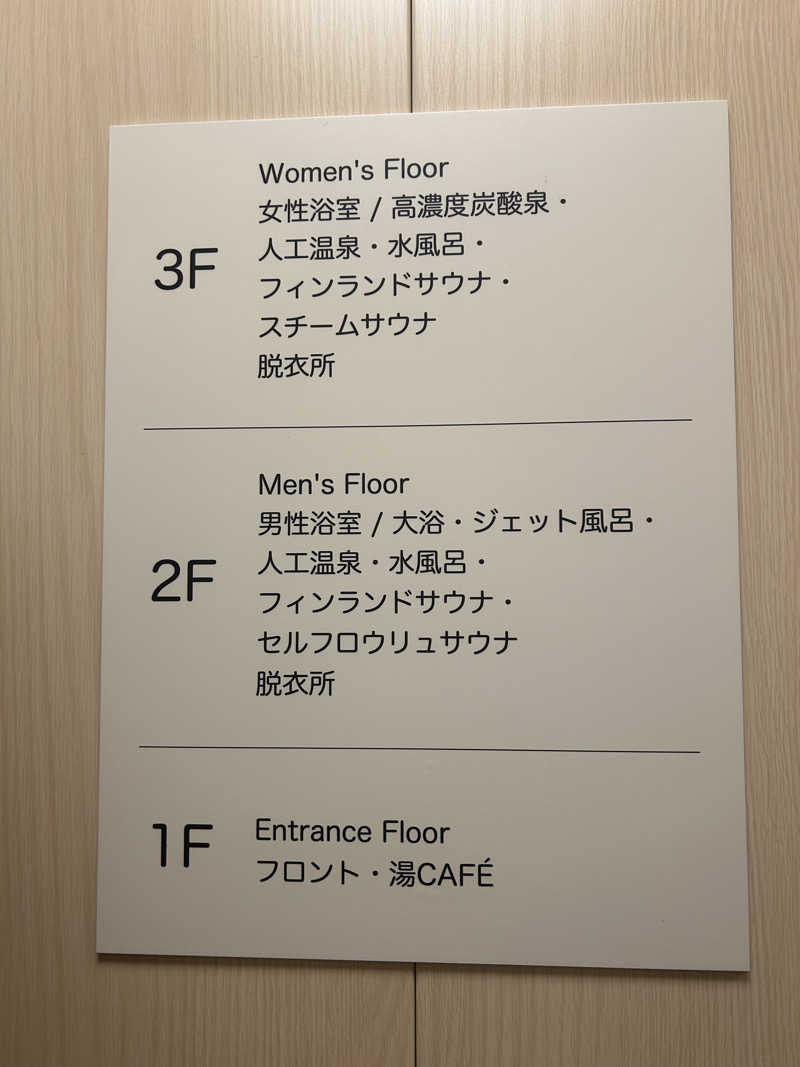 3F
Women's Floor
女性浴室 / 高濃度炭酸泉・
人工温泉・水風呂・
フィンランドサウナ・
スチームサウナ
脱衣所
2F
Men's Floor
男性浴室 / 大浴・ジェット風呂・
人工温泉・水風呂・
フィンランドサウナ・
セルフロウリュサウナ
脱衣所
1F
Entrance Floor
フロント・湯CAFÉ